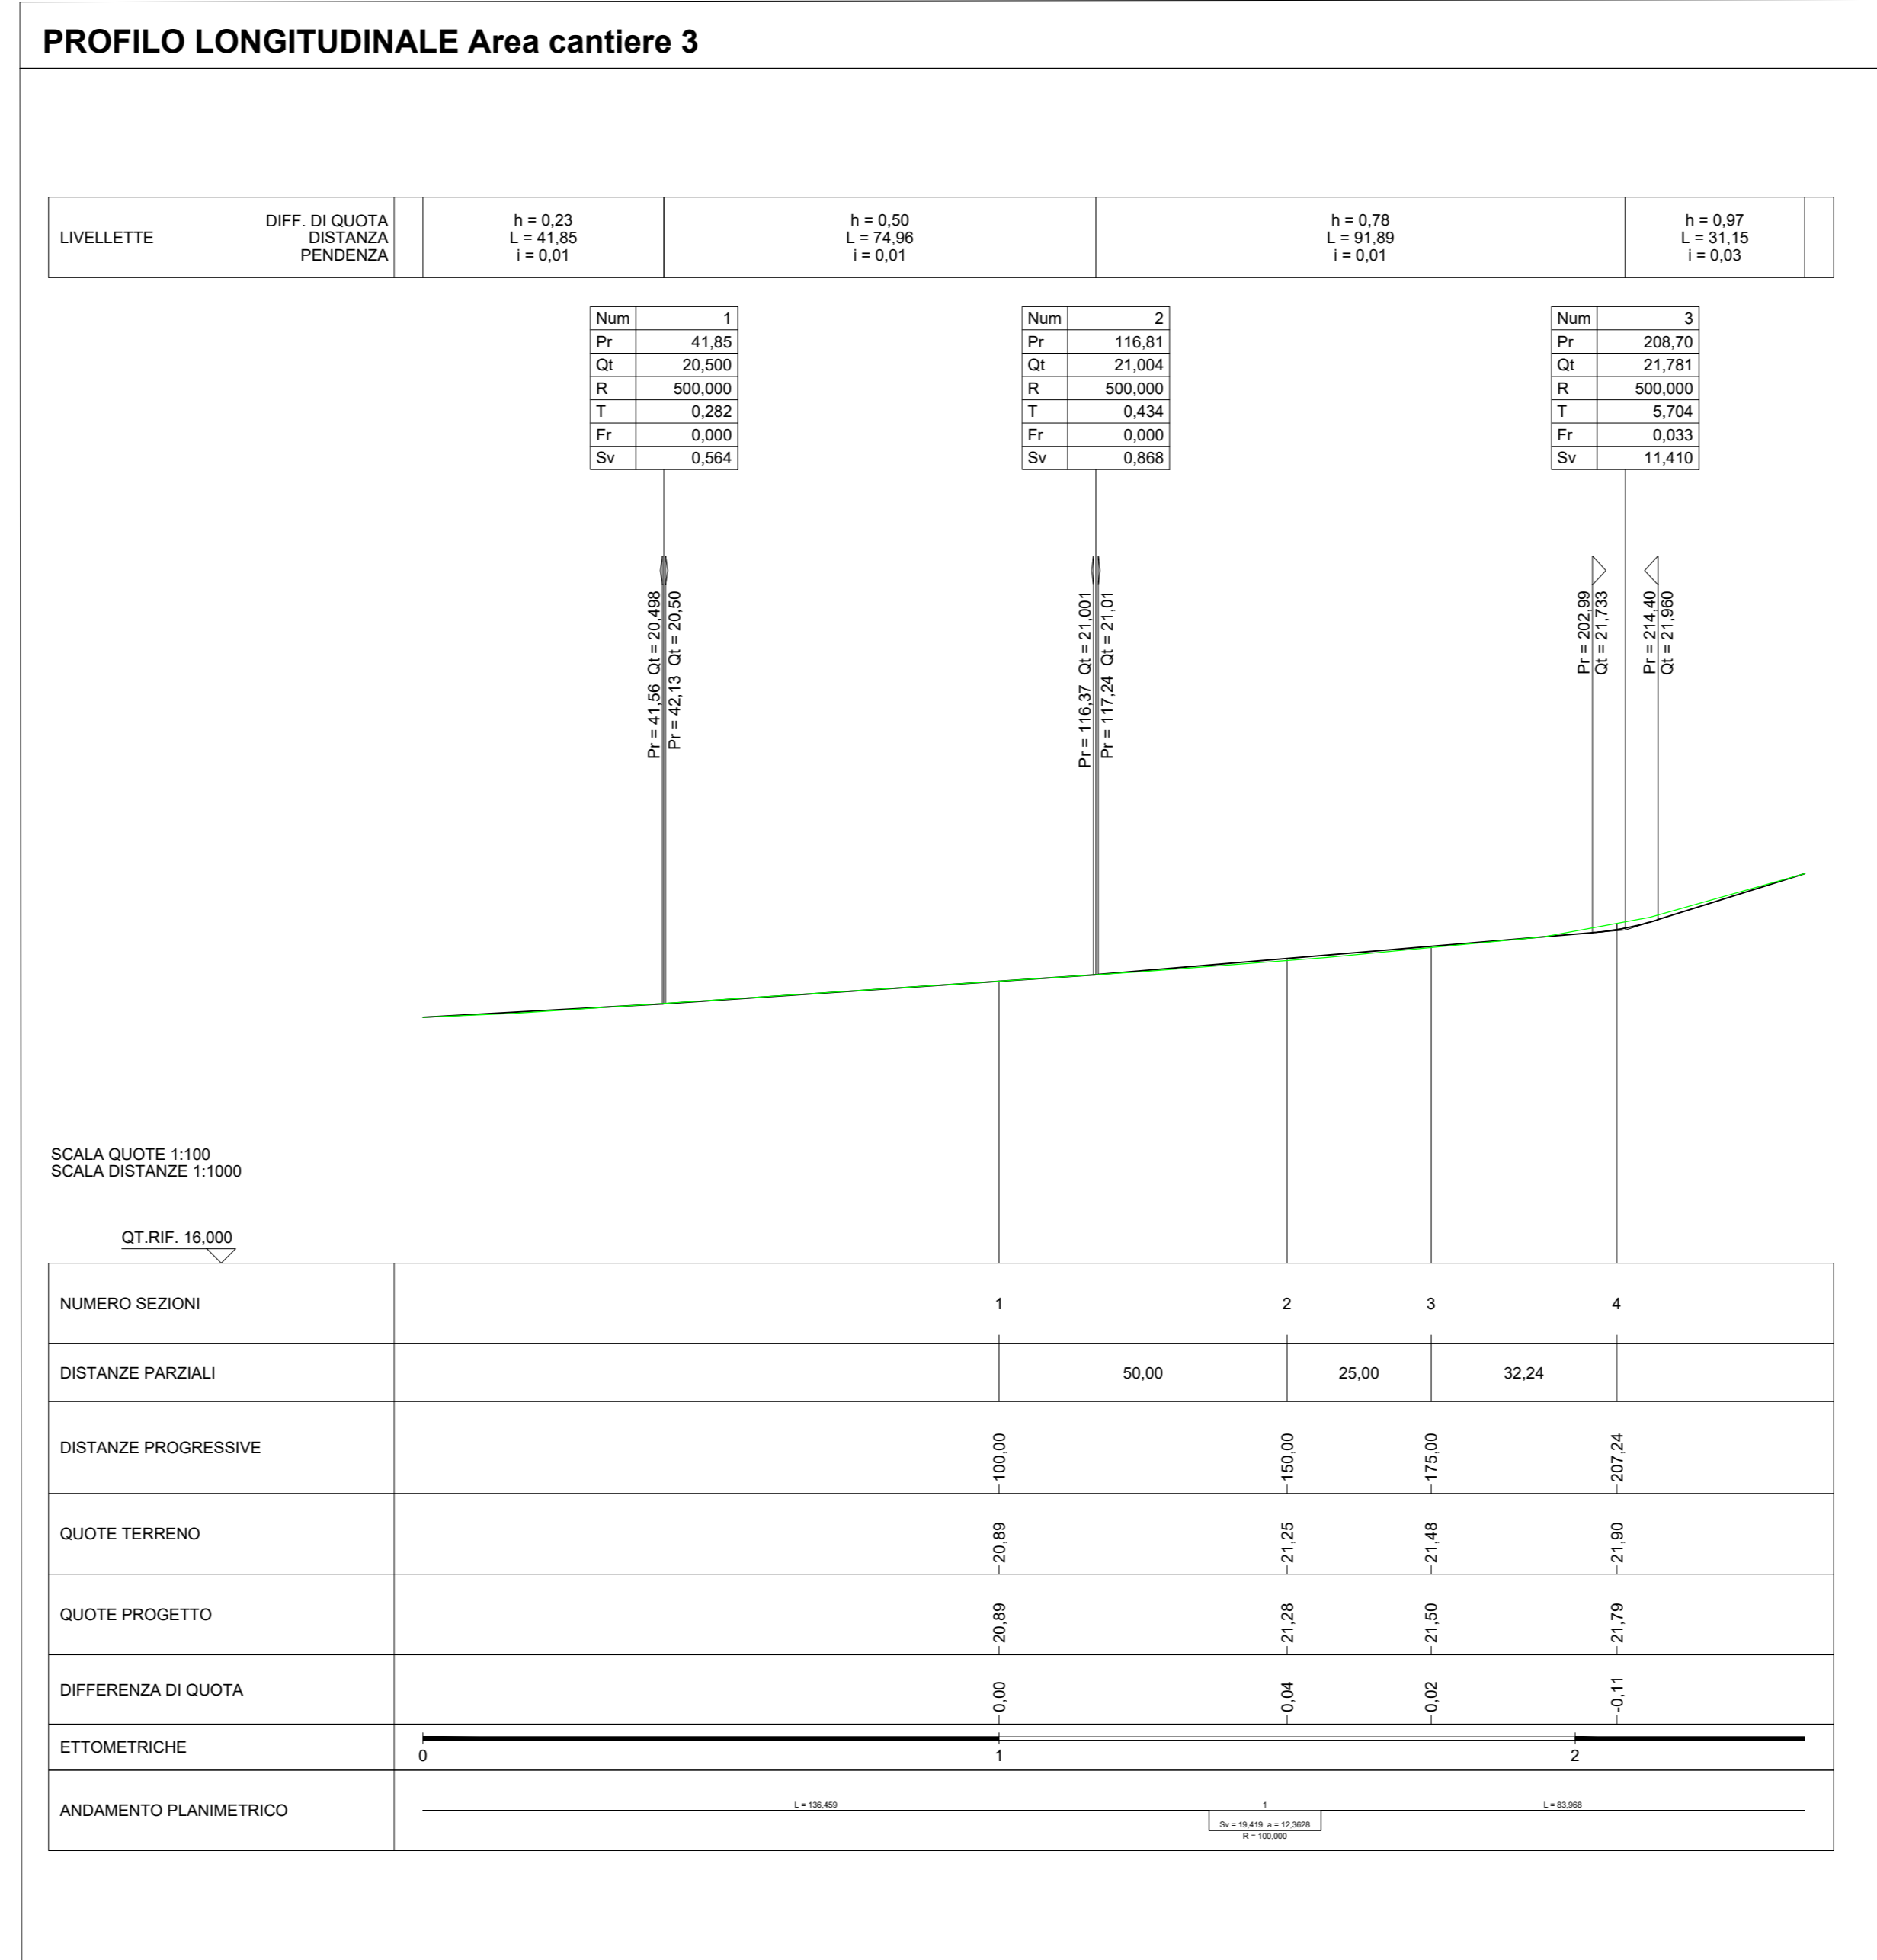 PROFILO LONGITUDINALE Area cantiere 3
LIVELLETTE
DIFF. DI QUOTA
DISTANZA
PENDENZA
h = 0,23
L = 41,85
i = 0,01
h = 0,50
L = 74,96
i = 0,01
h = 0,78
L = 91,89
i = 0,01
h = 0,97
L = 31,15
i = 0,03
Num 1
Pr 41,85
Qt 20,500
R 500,000
T 0,282
Fr 0,000
Sv 0,564
Num 2
Pr 116,81
Qt 21,004
R 500,000
T 0,434
Fr 0,000
Sv 0,868
Num 3
Pr 208,70
Qt 21,781
R 500,000
T 5,704
Fr 0,033
Sv 11,410
Pr = 41,56 Qt = 20,498
Pr = 42,13 Qt = 20,50
Pr = 116,37 Qt = 21,001
Pr = 117,24 Qt = 21,01
Pr = 202,99
Qt = 21,733
Pr = 214,40
Qt = 21,960
SCALA QUOTE 1:100
SCALA DISTANZE 1:1000
QT.RIF. 16,000
NUMERO SEZIONI 1 2 3 4
DISTANZE PARZIALI 50,00 25,00 32,24
DISTANZE PROGRESSIVE 100,00 150,00 175,00 207,24
QUOTE TERRENO 20,89 21,25 21,48 21,90
QUOTE PROGETTO 20,89 21,28 21,50 21,79
DIFFERENZA DI QUOTA 0,00 0,04 0,02 -0,11
ETTOMETRICHE 0 1 2
ANDAMENTO PLANIMETRICO
L = 136,459
1
Sv = 19,419 a = 12,3628
R = 100,000
L = 83,968